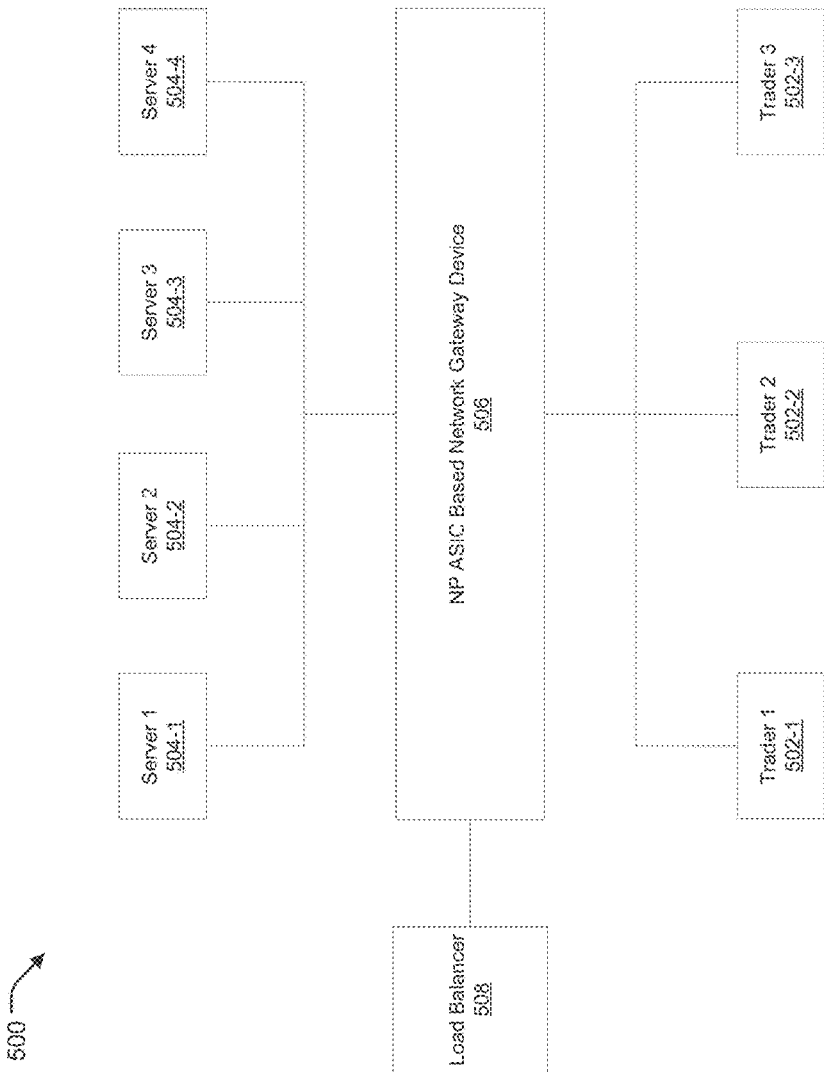 500
Server 1
504-1
Server 2
504-2
Server 3
504-3
Server 4
504-4
Load Balancer
508
NP ASIC Based Network Gateway Device
506
Trader 1
502-1
Trader 2
502-2
Trader 3
502-3